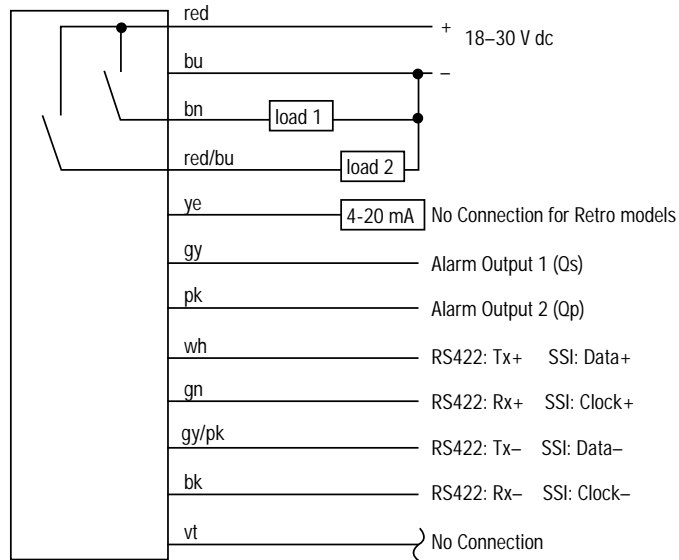 red
+
18–30 V dc
bu
–
bn
load 1
red/bu
load 2
ye
4-20 mA
No Connection for Retro models
gy
Alarm Output 1 (Qs)
pk
Alarm Output 2 (Qp)
wh
RS422: Tx+ SSI: Data+
gn
RS422: Rx+ SSI: Clock+
gy/pk
RS422: Tx– SSI: Data–
bk
RS422: Rx– SSI: Clock–
vt
No Connection